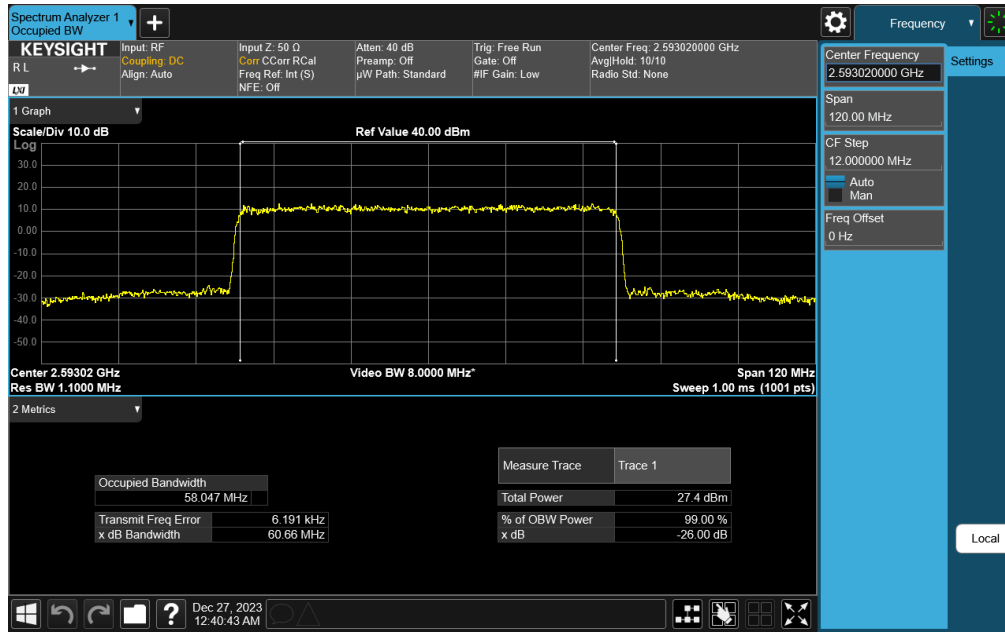 Spectrum Analyzer 1
Occupied BW
Frequency
KEYSIGHT
R L
LXI
Input: RF
Coupling: DC
Align: Auto
Input Z: 50 Ω
Corr CCorr RCal
Freq Ref: Int (S)
NFE: Off
Atten: 40 dB
Preamp: Off
µW Path: Standard
Trig: Free Run
Gate: Off
#IF Gain: Low
Center Freq: 2.593020000 GHz
Avg|Hold: 10/10
Radio Std: None
Center Frequency
2.593020000 GHz
Settings
Span
120.00 MHz
CF Step
12.000000 MHz
Auto
Man
Freq Offset
0 Hz
Local
1 Graph
Scale/Div 10.0 dB
Ref Value 40.00 dBm
Log
30.0
20.0
10.0
0.00
-10.0
-20.0
-30.0
-40.0
-50.0
Center 2.59302 GHz
Video BW 8.0000 MHz*
Span 120 MHz
Res BW 1.1000 MHz
Sweep 1.00 ms (1001 pts)
2 Metrics
Occupied Bandwidth
58.047 MHz
Transmit Freq Error 6.191 kHz
x dB Bandwidth 60.66 MHz
Measure Trace Trace 1
Total Power 27.4 dBm
% of OBW Power 99.00 %
x dB -26.00 dB
?
Dec 27, 2023
12:40:43 AM